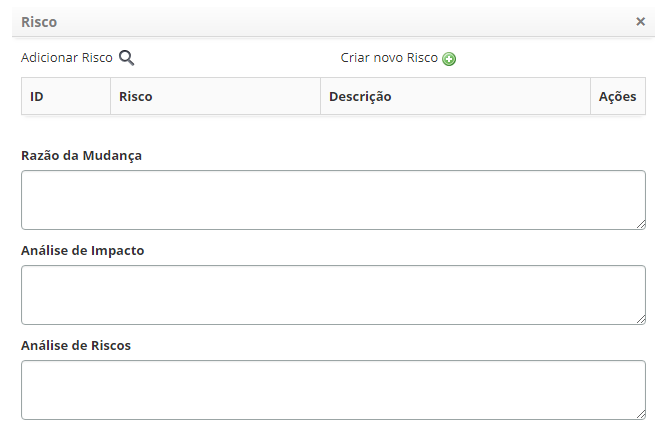 Risco ×
Adicionar Risco Criar novo Risco
ID Risco Descrição Ações
Razão da Mudança
Análise de Impacto
Análise de Riscos